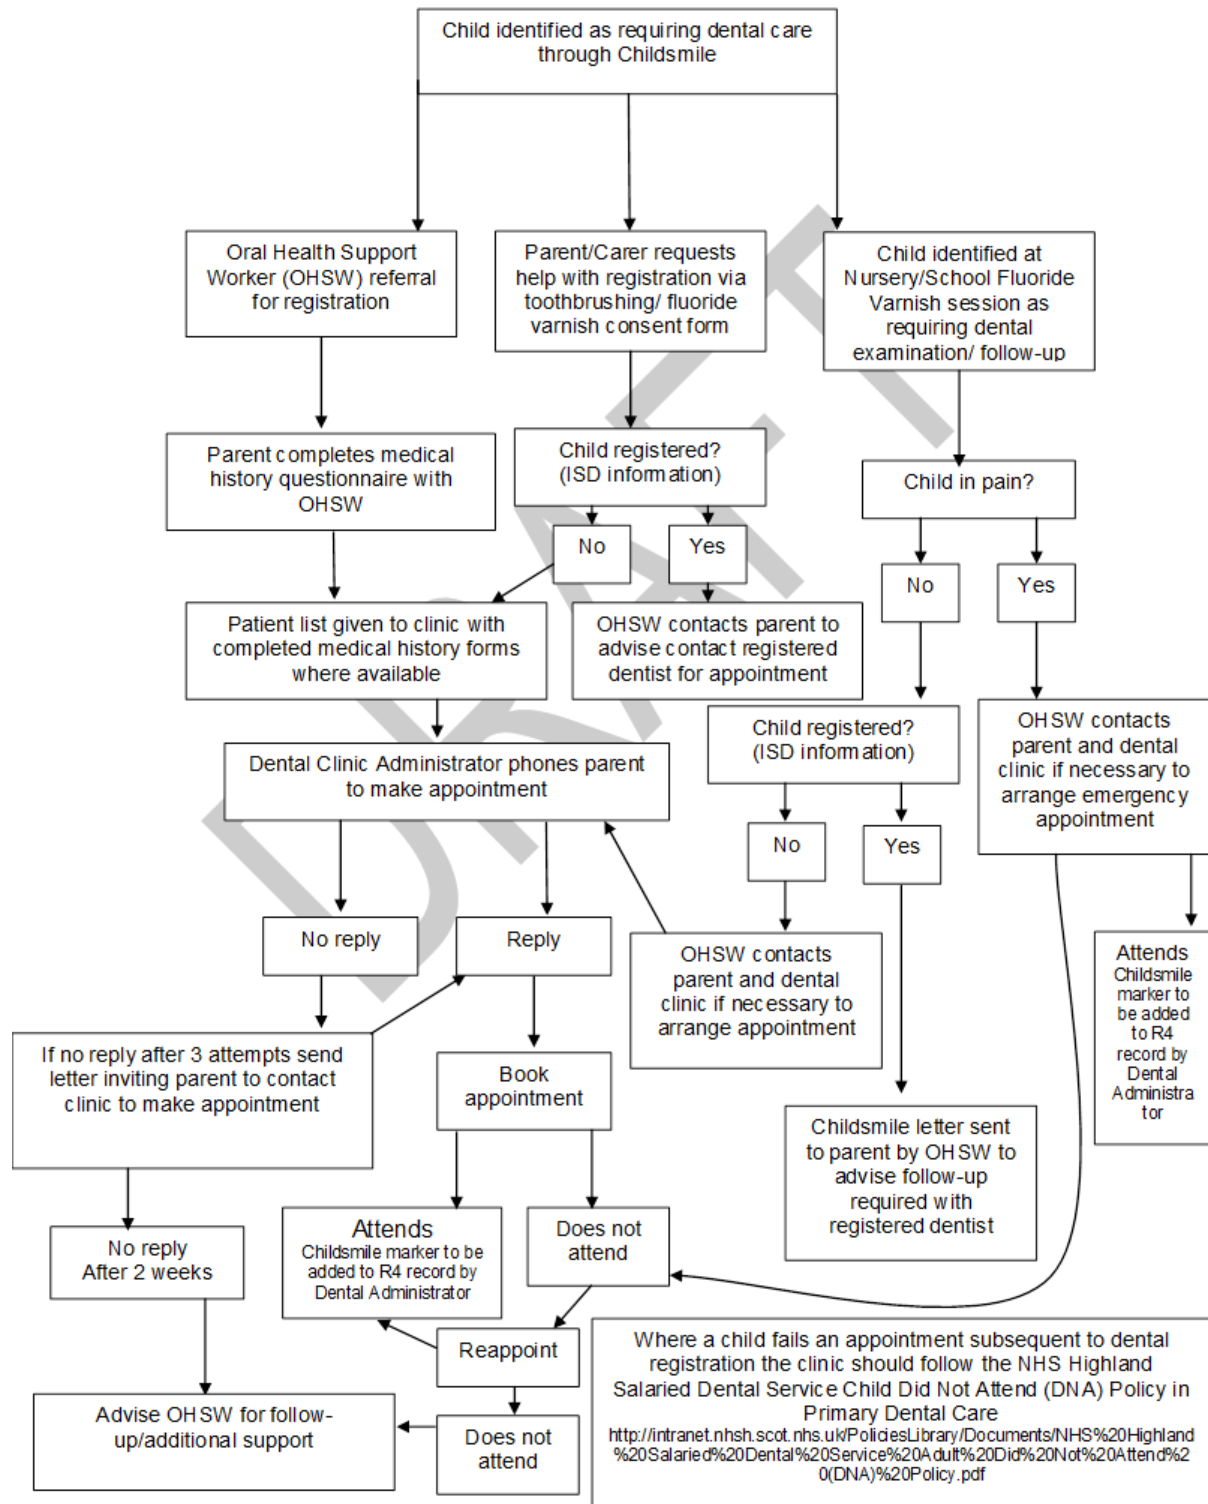 Child identified as requiring dental care
through Childsmile
Oral Health Support
Worker (OHSW) referral
for registration
Parent/Carer requests
help with registration via
toothbrushing/ fluoride
varnish consent form
Child identified at
Nursery/School Fluoride
Varnish session as
requiring dental
examination/ follow-up
Parent completes medical
history questionnaire with
OHSW
Child registered?
(ISD information)
Child in pain?
No
Yes
No
Yes
Patient list given to clinic with
completed medical history forms
where available
OHSW contacts parent to
advise contact registered
dentist for appointment
Child registered?
(ISD information)
OHSW contacts
parent and dental
clinic if necessary to
arrange emergency
appointment
Dental Clinic Administrator phones parent
to make appointment
No
Yes
No reply
Reply
OHSW contacts
parent and dental
clinic if necessary to
arrange appointment
Attends
Childsmile
marker to
be added
to R4
record by
Dental
Administra
tor
If no reply after 3 attempts send
letter inviting parent to contact
clinic to make appointment
Book
appointment
Childsmile letter sent
to parent by OHSW to
advise follow-up
required with
registered dentist
No reply
After 2 weeks
Attends
Childsmile marker to be
added to R4 record by
Dental Administrator
Does not
attend
Reappoint
Advise OHSW for follow-
up/additional support
Does not
attend
Where a child fails an appointment subsequent to dental
registration the clinic should follow the NHS Highland
Salaried Dental Service Child Did Not Attend (DNA) Policy in
Primary Dental Care
http://intranet.nhsh.scot.nhs.uk/PoliciesLibrary/Documents/NHS%20Highland
%20Salaried%20Dental%20Service%20Adult%20Did%20Not%20Attend%2
0(DNA)%20Policy.pdf
DRAFT